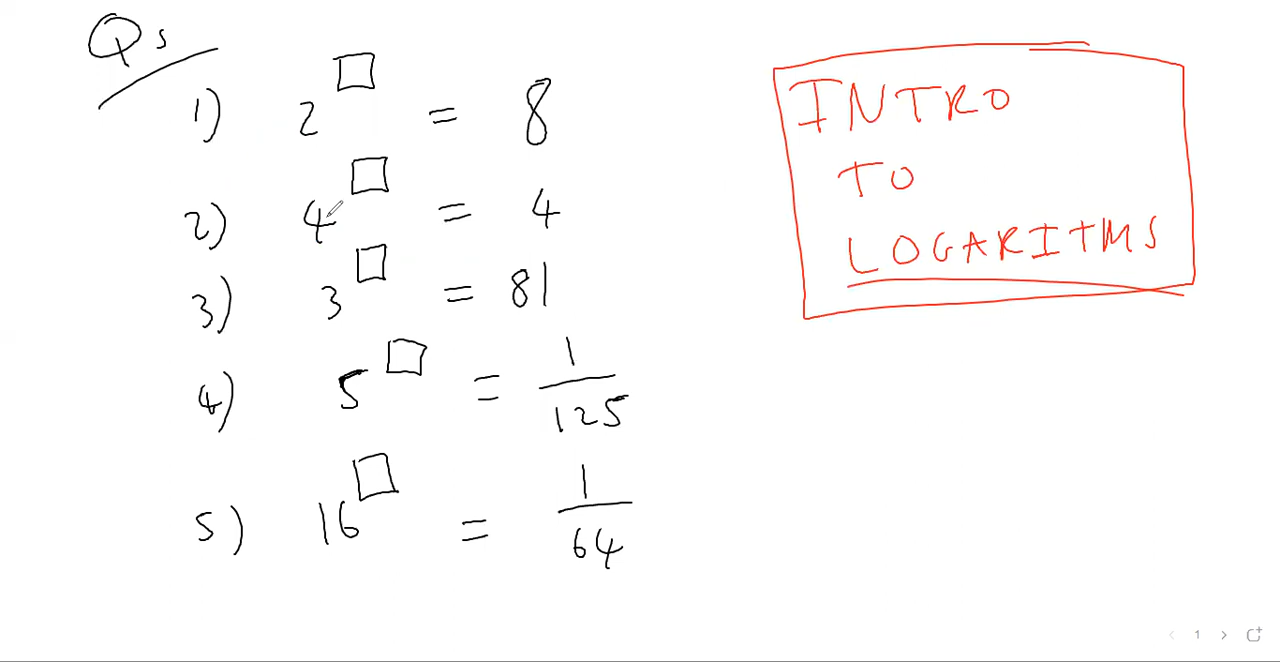 Qs
1) 2^□ = 8
2) 4^□ = 4
3) 3^□ = 81
4) 5^□ = 1/125
5) 16^□ = 1/64
INTRO
TO
LOGARITMS
1